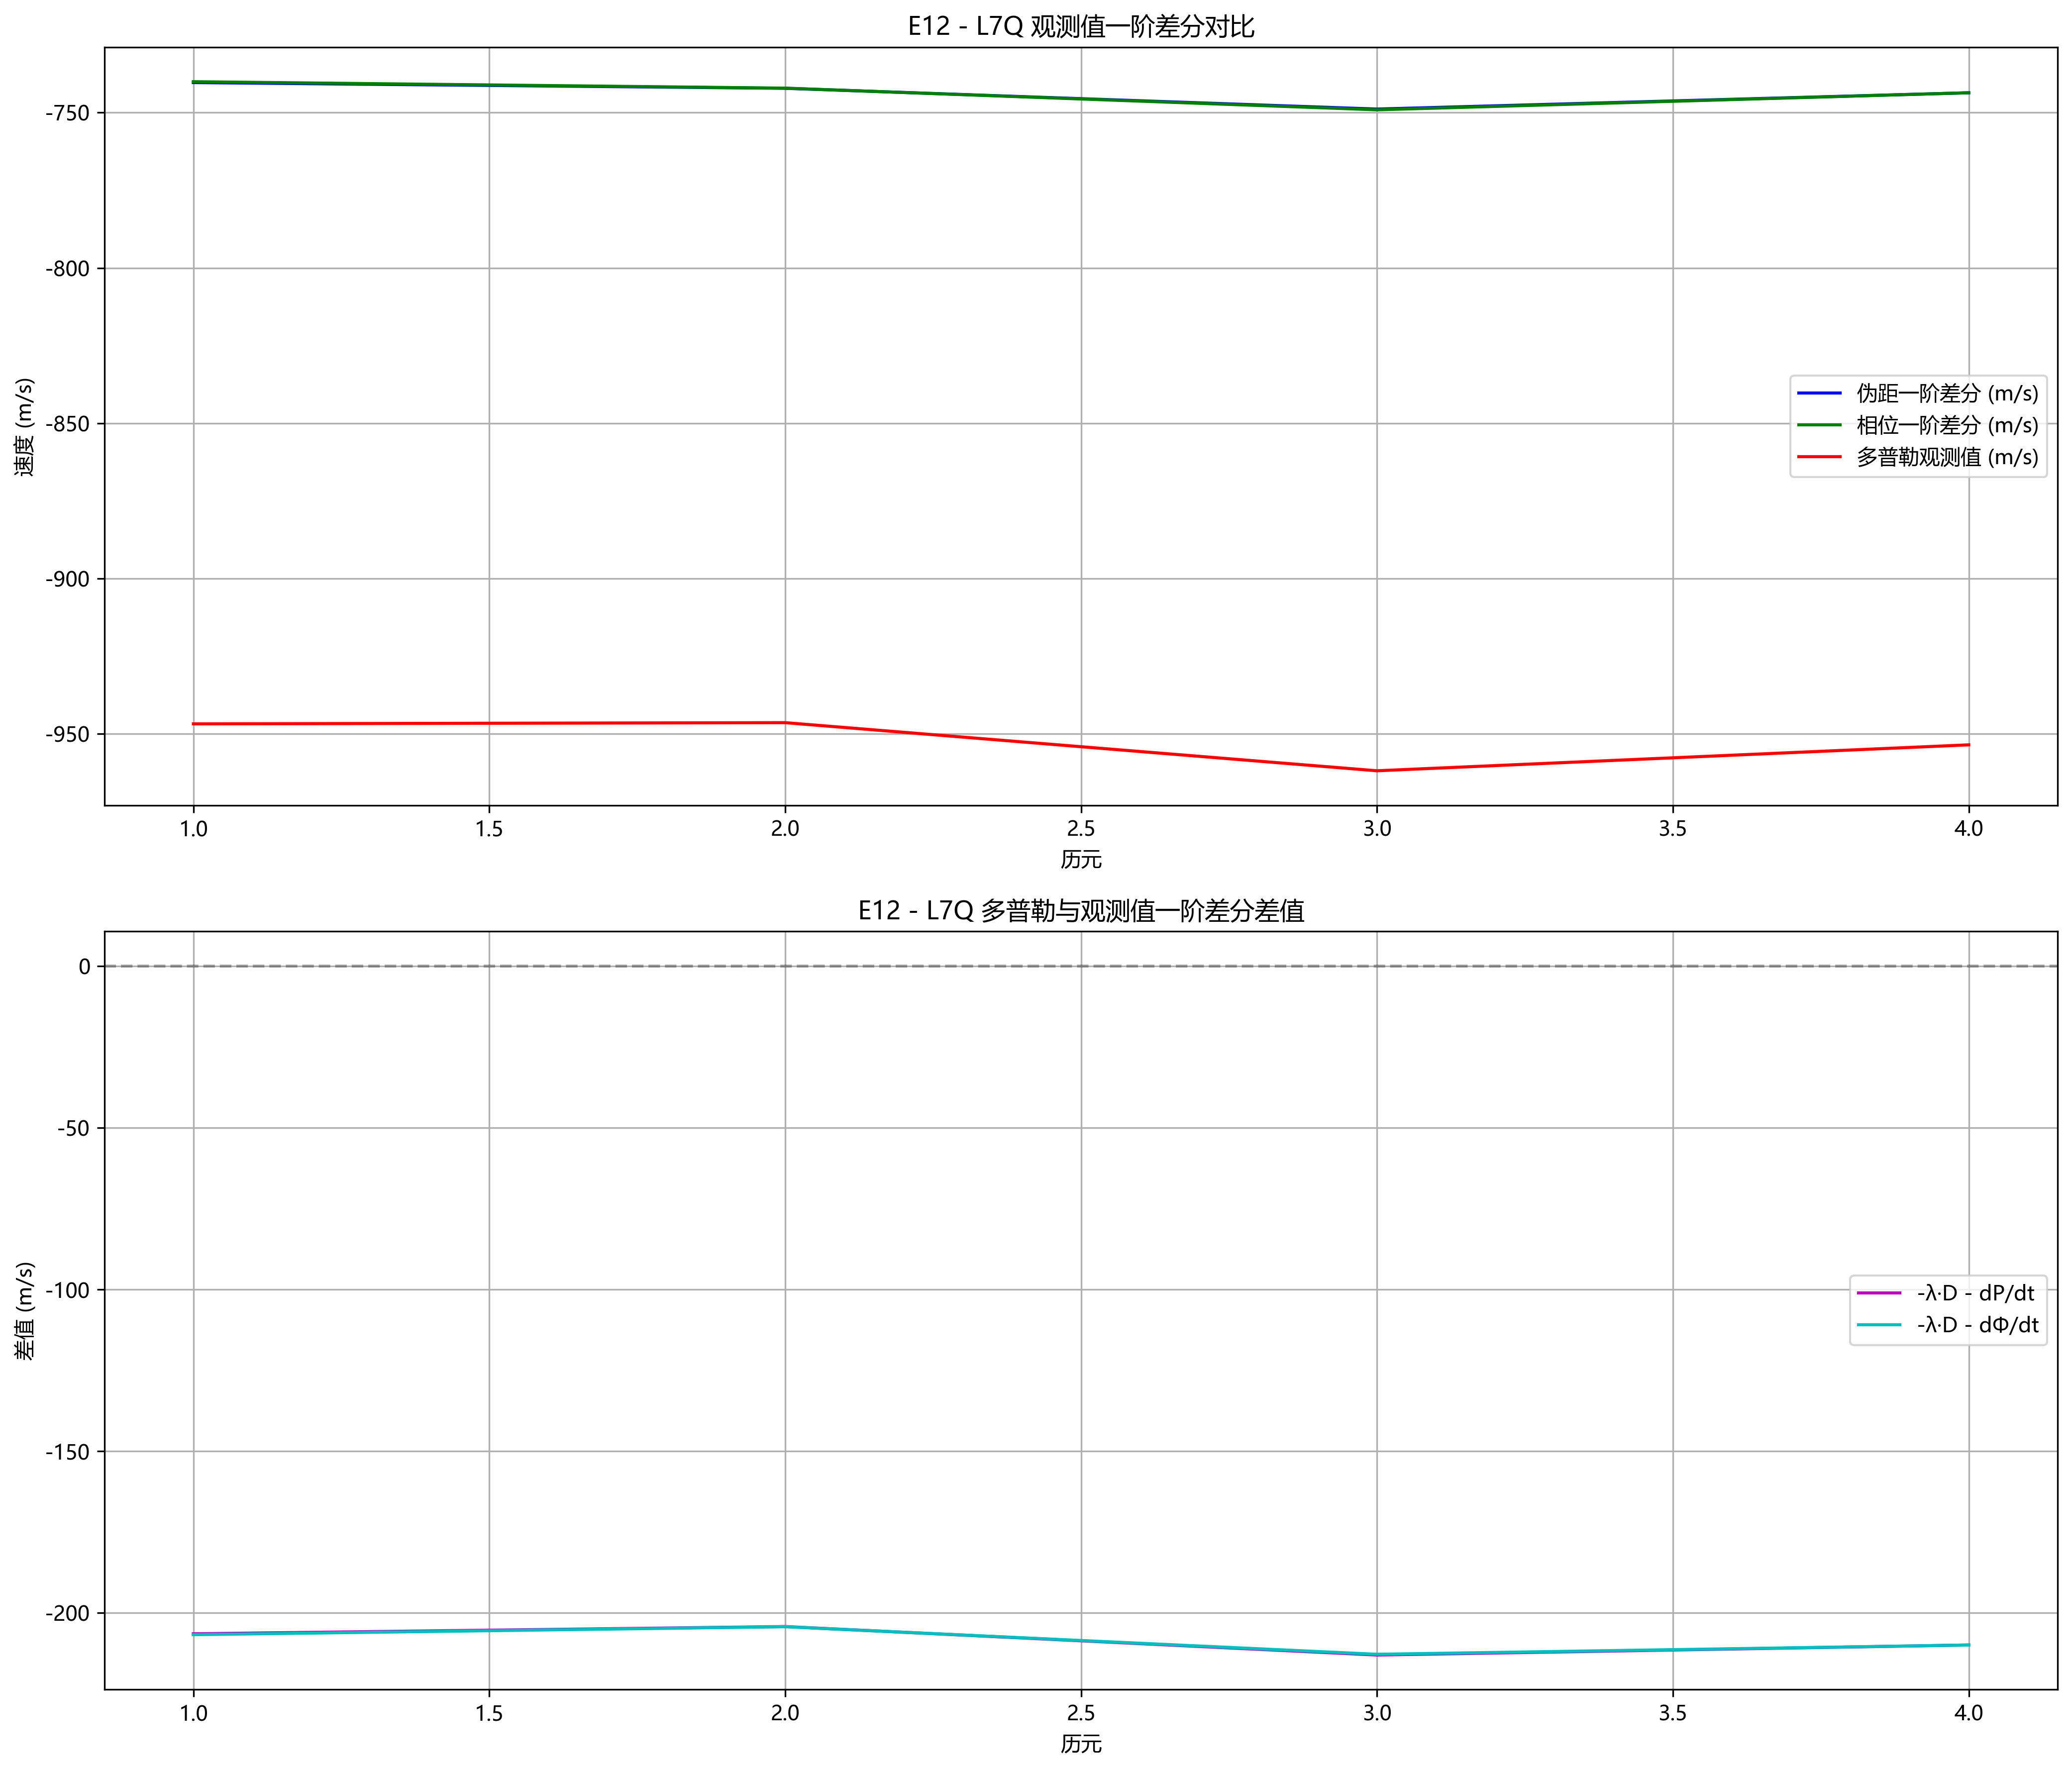 E12 - L7Q 观测值一阶差分对比
速度 (m/s)
-750
-800
-850
-900
-950
伪距一阶差分 (m/s)
相位一阶差分 (m/s)
多普勒观测值 (m/s)
1.0 1.5 2.0 2.5 3.0 3.5 4.0
历元
E12 - L7Q 多普勒与观测值一阶差分差值
差值 (m/s)
0
-50
-100
-150
-200
-λ·D - dP/dt
-λ·D - dΦ/dt
1.0 1.5 2.0 2.5 3.0 3.5 4.0
历元